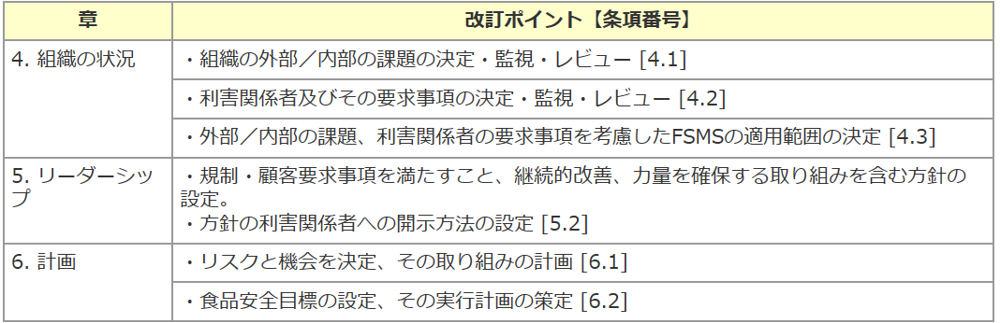 章
改訂ポイント【条項番号】
4. 組織の状況
・組織の外部／内部の課題の決定・監視・レビュー [4.1]
・利害関係者及びその要求事項の決定・監視・レビュー [4.2]
・外部／内部の課題、利害関係者の要求事項を考慮したFSMSの適用範囲の決定 [4.3]
5. リーダーシッ
プ
・規制・顧客要求事項を満たすこと、継続的改善、力量を確保する取り組みを含む方針の
設定。
・方針の利害関係者への開示方法の設定 [5.2]
6. 計画
・リスクと機会を決定、その取り組みの計画 [6.1]
・食品安全目標の設定、その実行計画の策定 [6.2]